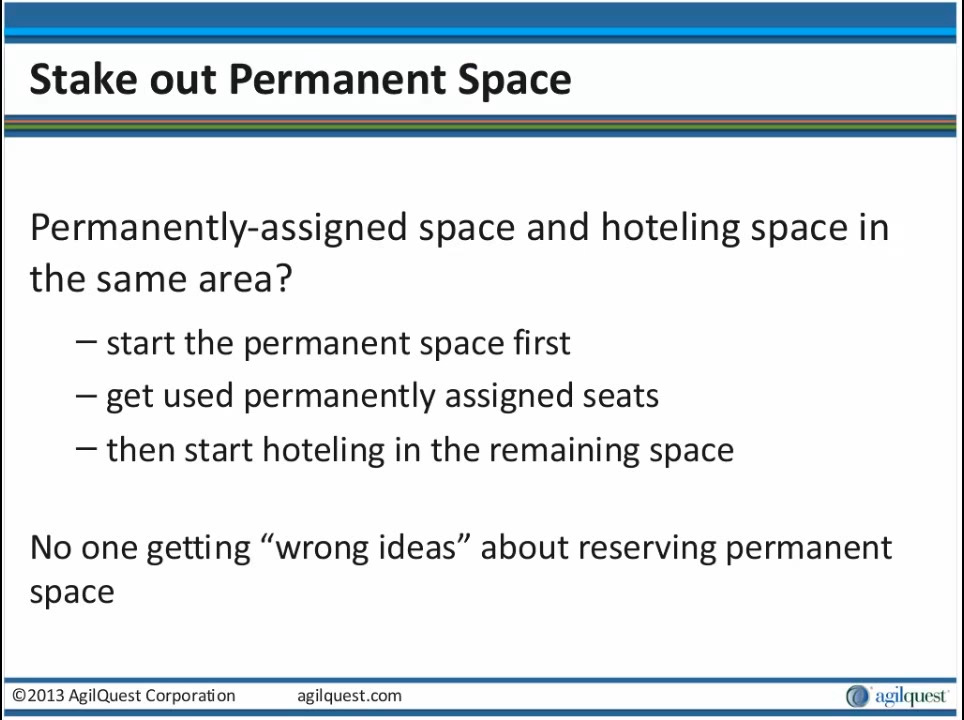 Stake out Permanent Space
Permanently-assigned space and hoteling space in
the same area?
– start the permanent space first
– get used permanently assigned seats
– then start hoteling in the remaining space
No one getting “wrong ideas” about reserving permanent
space
©2013 AgilQuest Corporation agilquest.com agilquest